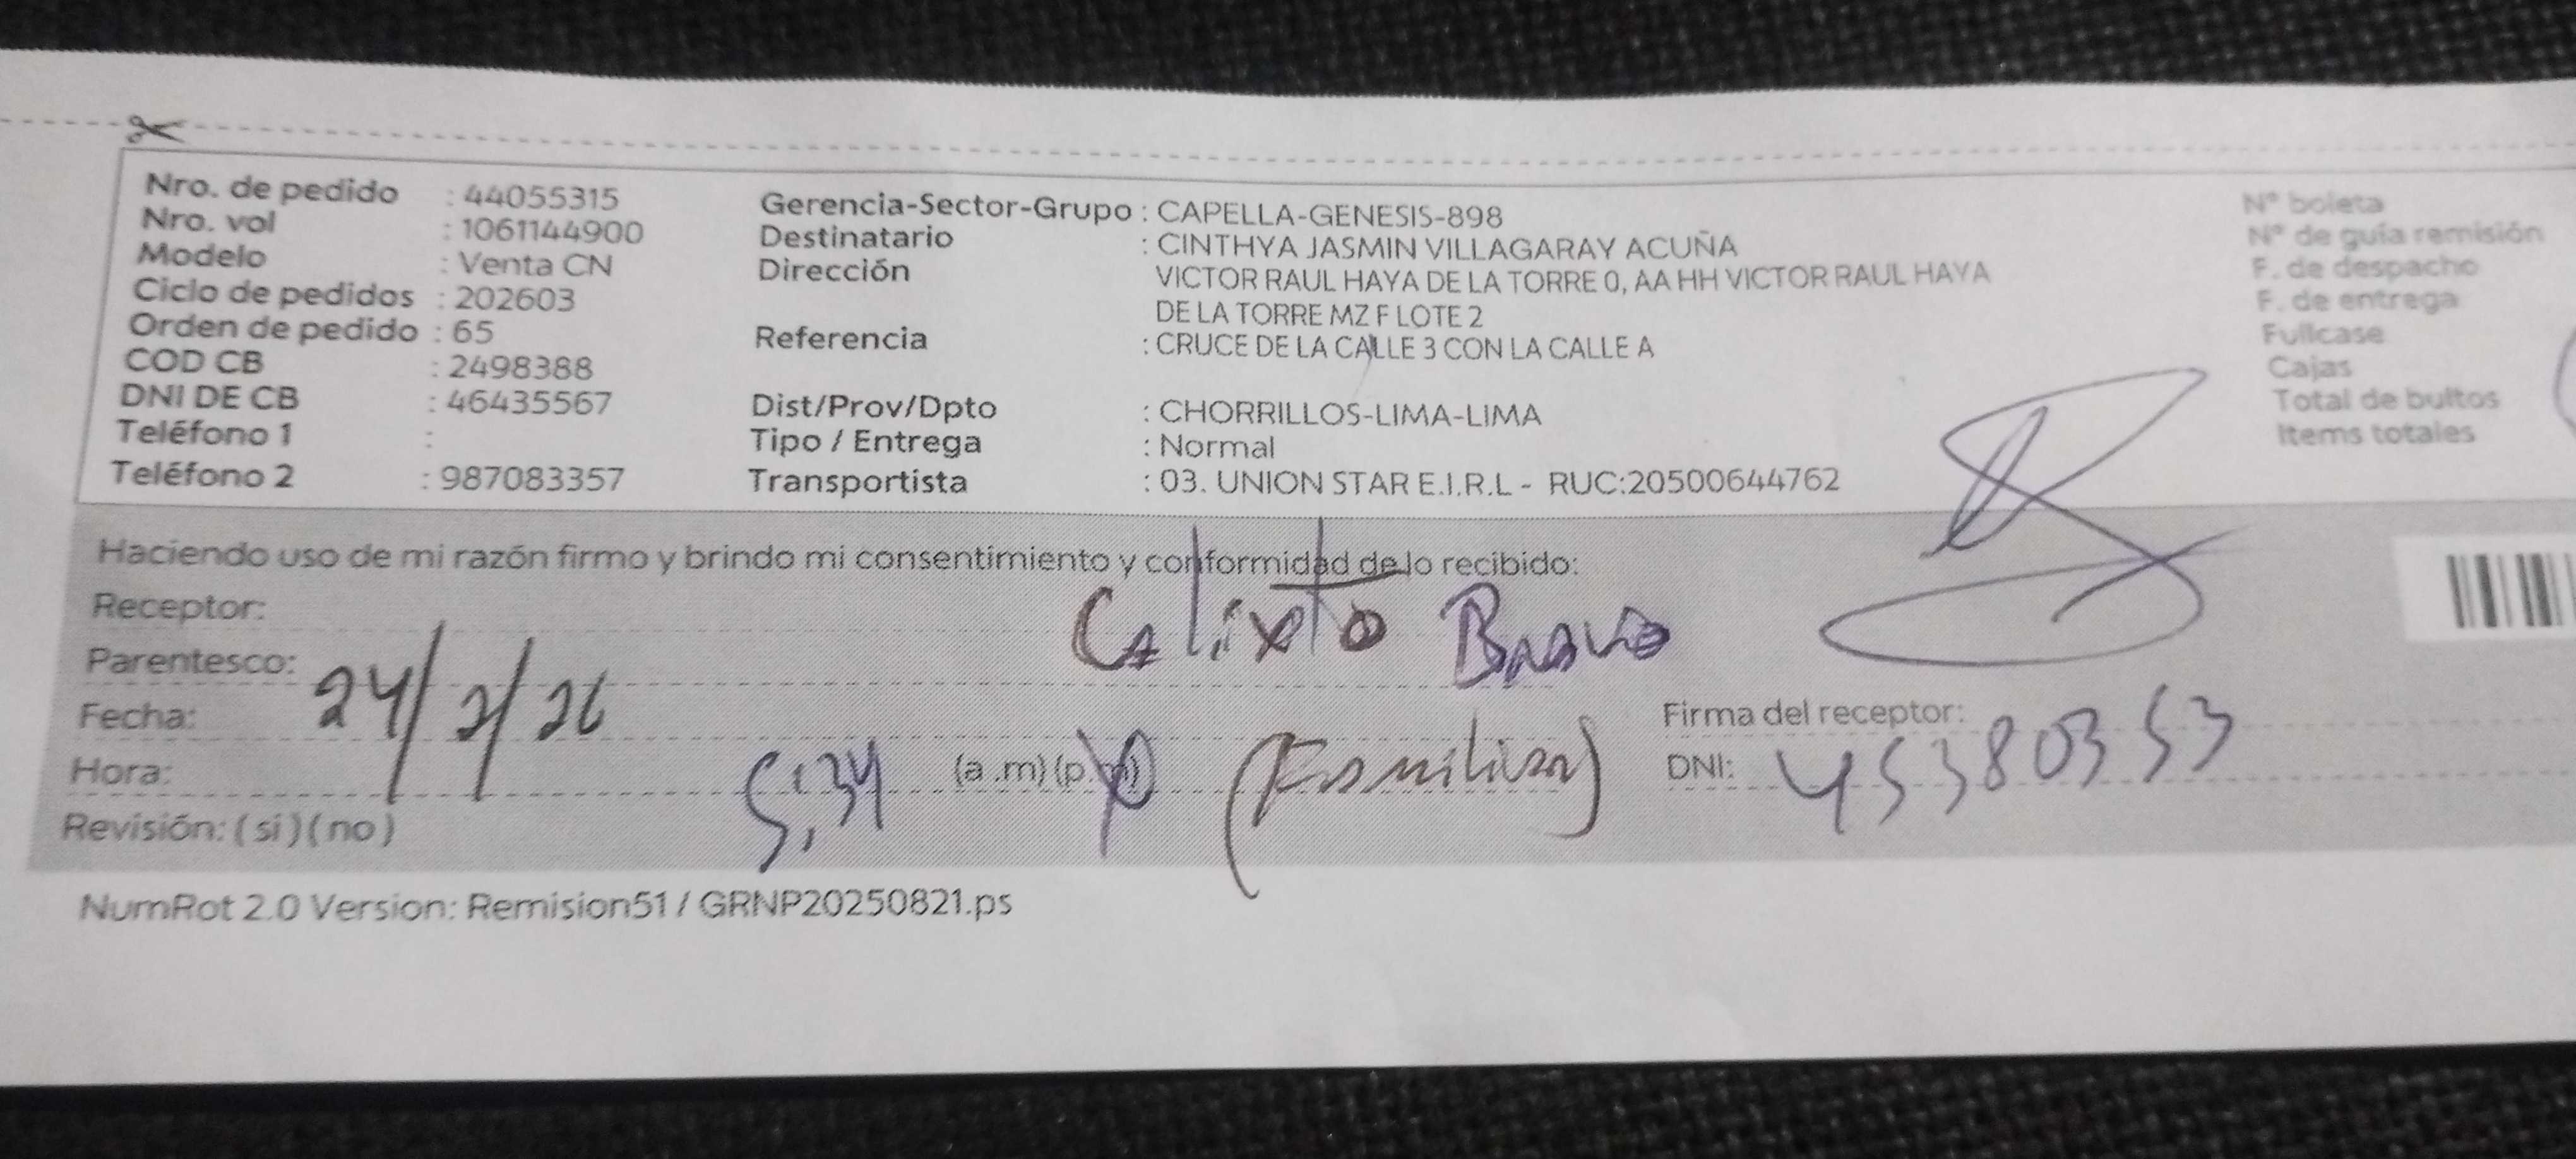 Nro. de pedido : 44055315
Nro. vol : 1061144900
Modelo : Venta CN
Ciclo de pedidos : 202603
Orden de pedido : 65
COD CB : 2498388
DNI DE CB : 46435567
Teléfono 1 :
Teléfono 2 : 987083357
Gerencia-Sector-Grupo : CAPELLA-GENESIS-898
Destinatario : CINTHYA JASMIN VILLAGARAY ACUÑA
Dirección VICTOR RAUL HAYA DE LA TORRE 0, AA HH VICTOR RAUL HAYA
DE LA TORRE MZ F LOTE 2
Referencia : CRUCE DE LA CALLE 3 CON LA CALLE A
Dist/Prov/Dpto : CHORRILLOS-LIMA-LIMA
Tipo / Entrega : Normal
Transportista : 03. UNION STAR E.I.R.L - RUC:20500644762
N° boleta
N° de guía remisión
F. de despacho
F. de entrega
Fullcase
Cajas
Total de bultos
Items totales
Haciendo uso de mi razón firmo y brindo mi consentimiento y conformidad de lo recibido:
Receptor: Calixto Bravo
Parentesco:
Fecha: 24/2/26
Hora: 5:34 (a .m) (p.m) (Familiar)
Revisión: ( si ) ( no )
Firma del receptor:
DNI: 45380353
NumRot 2.0 Version: Remision51 / GRNP20250821.ps